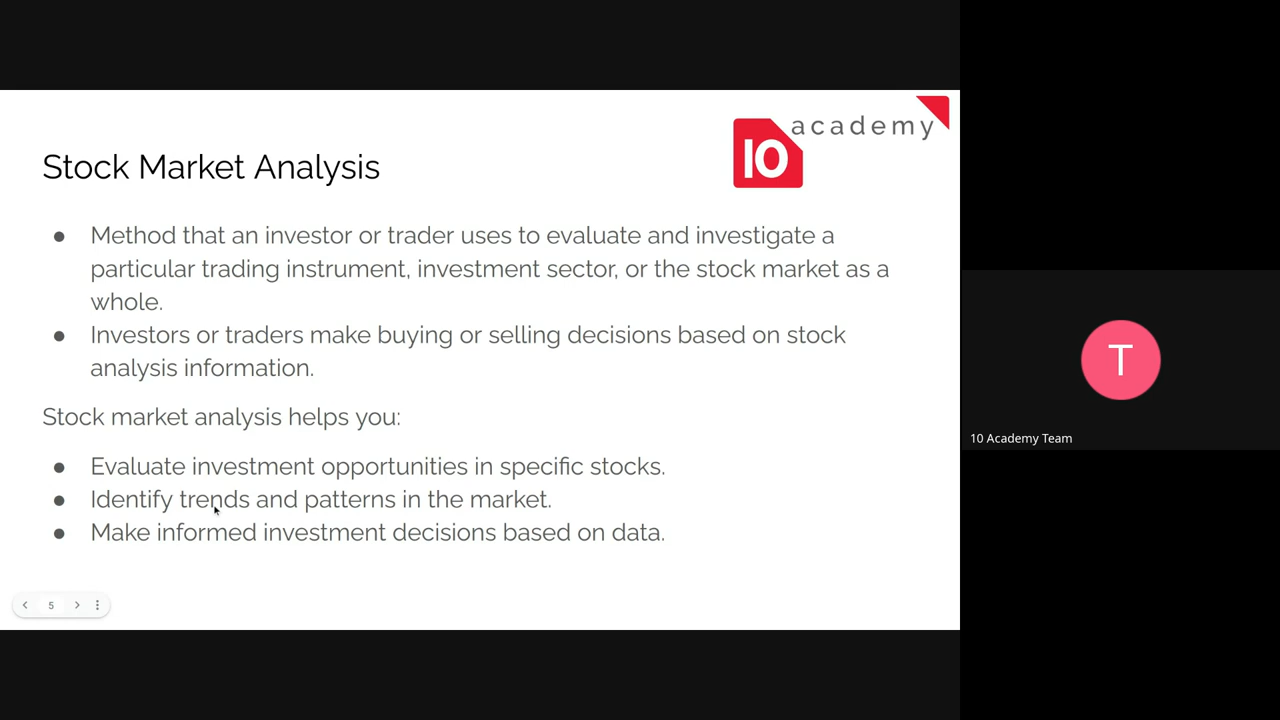 10 academy
Stock Market Analysis
● Method that an investor or trader uses to evaluate and investigate a
particular trading instrument, investment sector, or the stock market as a
whole.
● Investors or traders make buying or selling decisions based on stock
analysis information.
Stock market analysis helps you:
● Evaluate investment opportunities in specific stocks.
● Identify trends and patterns in the market.
● Make informed investment decisions based on data.
5
T
10 Academy Team